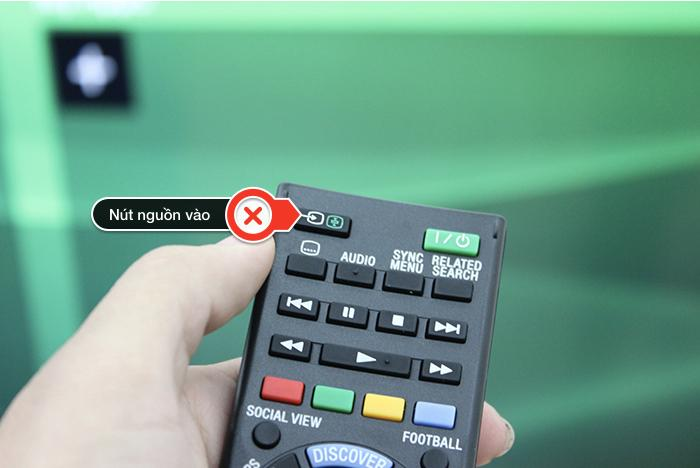 Nút nguồn vào
I/
AUDIO
SYNC
MENU
RELATED
SEARCH
SOCIAL VIEW
FOOTBALL
DISCOVER